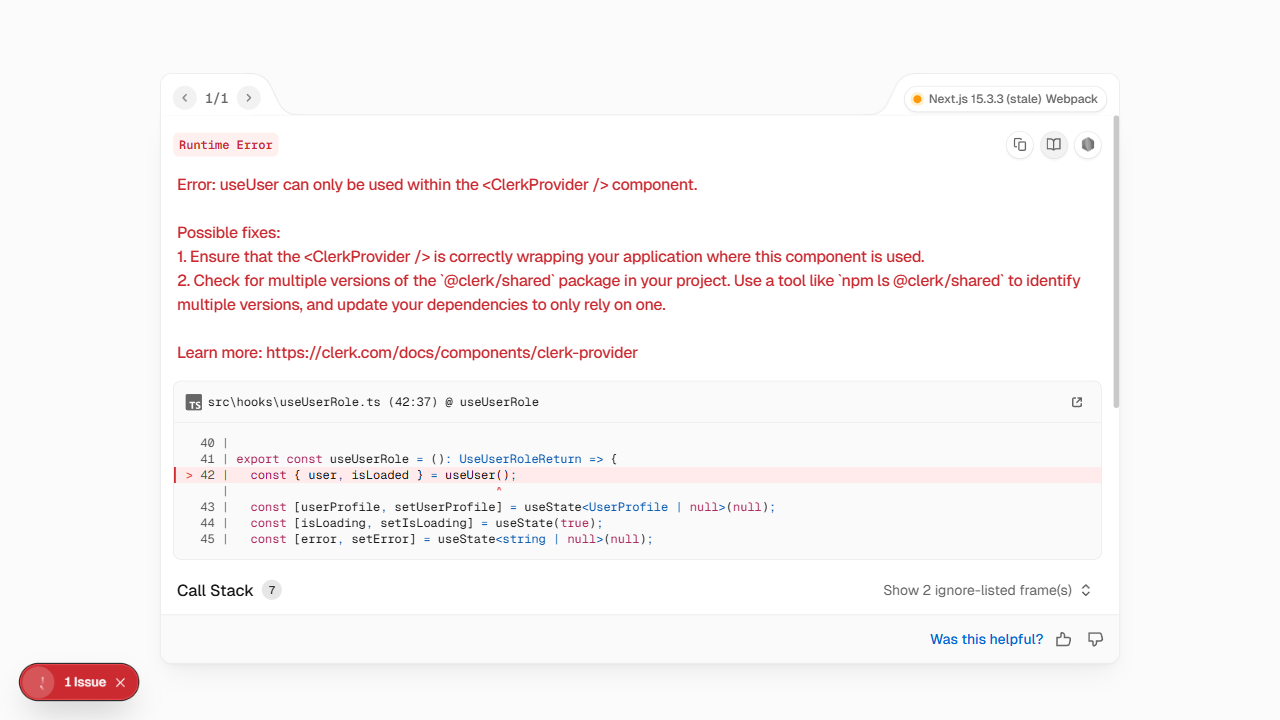 1/1
Next.js 15.3.3 (stale) Webpack
Runtime Error
Error: useUser can only be used within the <ClerkProvider /> component.
Possible fixes:
1. Ensure that the <ClerkProvider /> is correctly wrapping your application where this component is used.
2. Check for multiple versions of the `@clerk/shared` package in your project. Use a tool like `npm ls @clerk/shared` to identify
multiple versions, and update your dependencies to only rely on one.
Learn more: https://clerk.com/docs/components/clerk-provider
TS src\hooks\useUserRole.ts (42:37) @ useUserRole
40 |
41 | export const useUserRole = (): UseUserRoleReturn => {
> 42 |   const { user, isLoaded } = useUser();
|                                     ^
43 |   const [userProfile, setUserProfile] = useState<UserProfile | null>(null);
44 |   const [isLoading, setIsLoading] = useState(true);
45 |   const [error, setError] = useState<string | null>(null);
Call Stack 7
Show 2 ignore-listed frame(s)
Was this helpful?
1 Issue